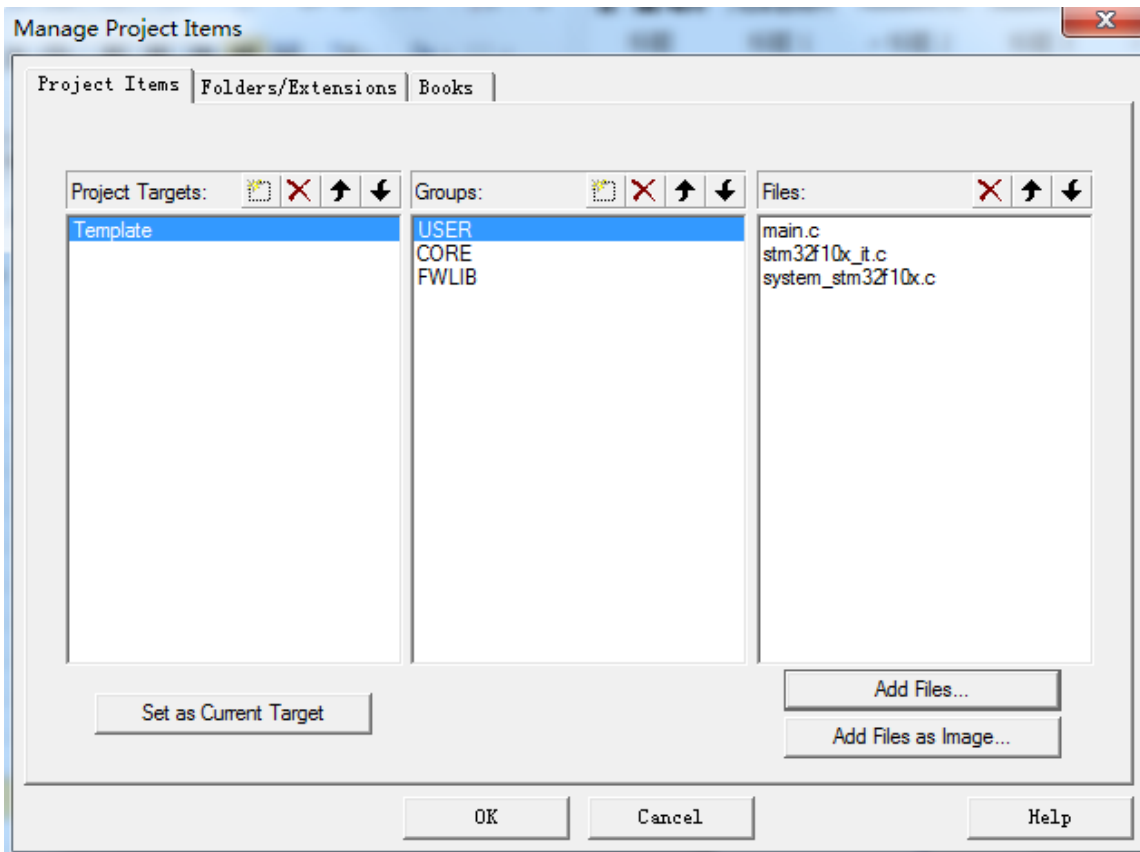 Manage Project Items
Project Items Folders/Extensions Books
Project Targets: Groups: Files:
Template USER main.c
CORE stm32f10x_it.c
FWLIB system_stm32f10x.c
Add Files...
Set as Current Target
Add Files as Image...
OK Cancel Help